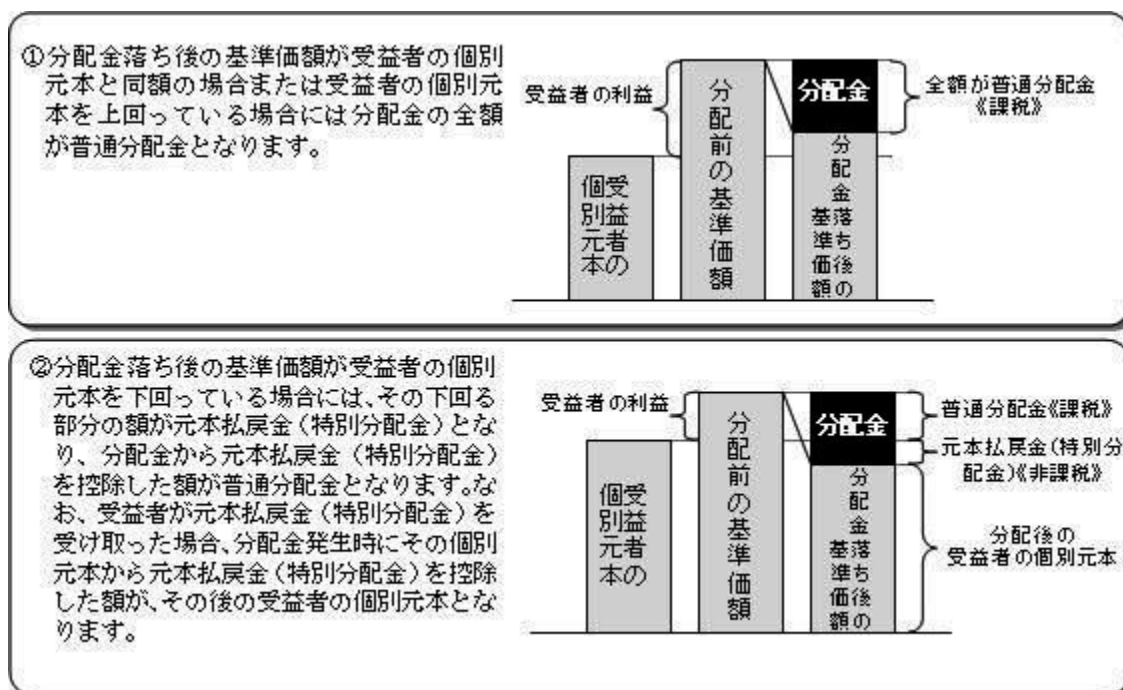 ①分配金落ち後の基準価額が受益者の個別
元本と同額の場合または受益者の個別元
本を上回っている場合には分配金の全額
が普通分配金となります。
受益者の利益
受益者の
個別元本
分配前の基準価額
分配金
分配金落ち後の
基準価額
全額が普通分配金
《課税》
②分配金落ち後の基準価額が受益者の個別
元本を下回っている場合には、その下回る
部分の額が元本払戻金(特別分配金)とな
り、分配金から元本払戻金(特別分配金)
を控除した額が普通分配金となります。な
お、受益者が元本払戻金(特別分配金)を
受け取った場合、分配金発生時にその個別
元本から元本払戻金(特別分配金)を控除
した額が、その後の受益者の個別元本とな
ります。
受益者の利益
受益者の
個別元本
分配前の基準価額
分配金
分配金落ち後の
基準価額
普通分配金《課税》
元本払戻金(特別分
配金)《非課税》
分配後の
受益者の個別元本